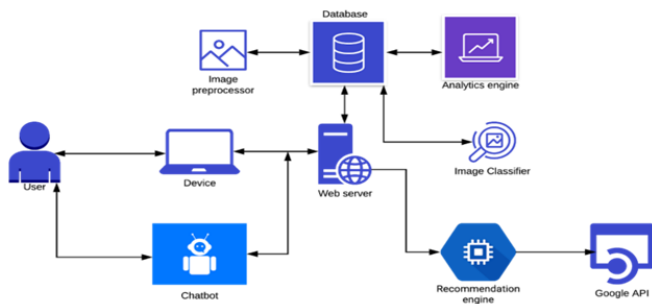 Database
Image
preprocessor
Analytics engine
User
Device
Web server
Image Classifier
Chatbot
Recommendation
engine
Google API